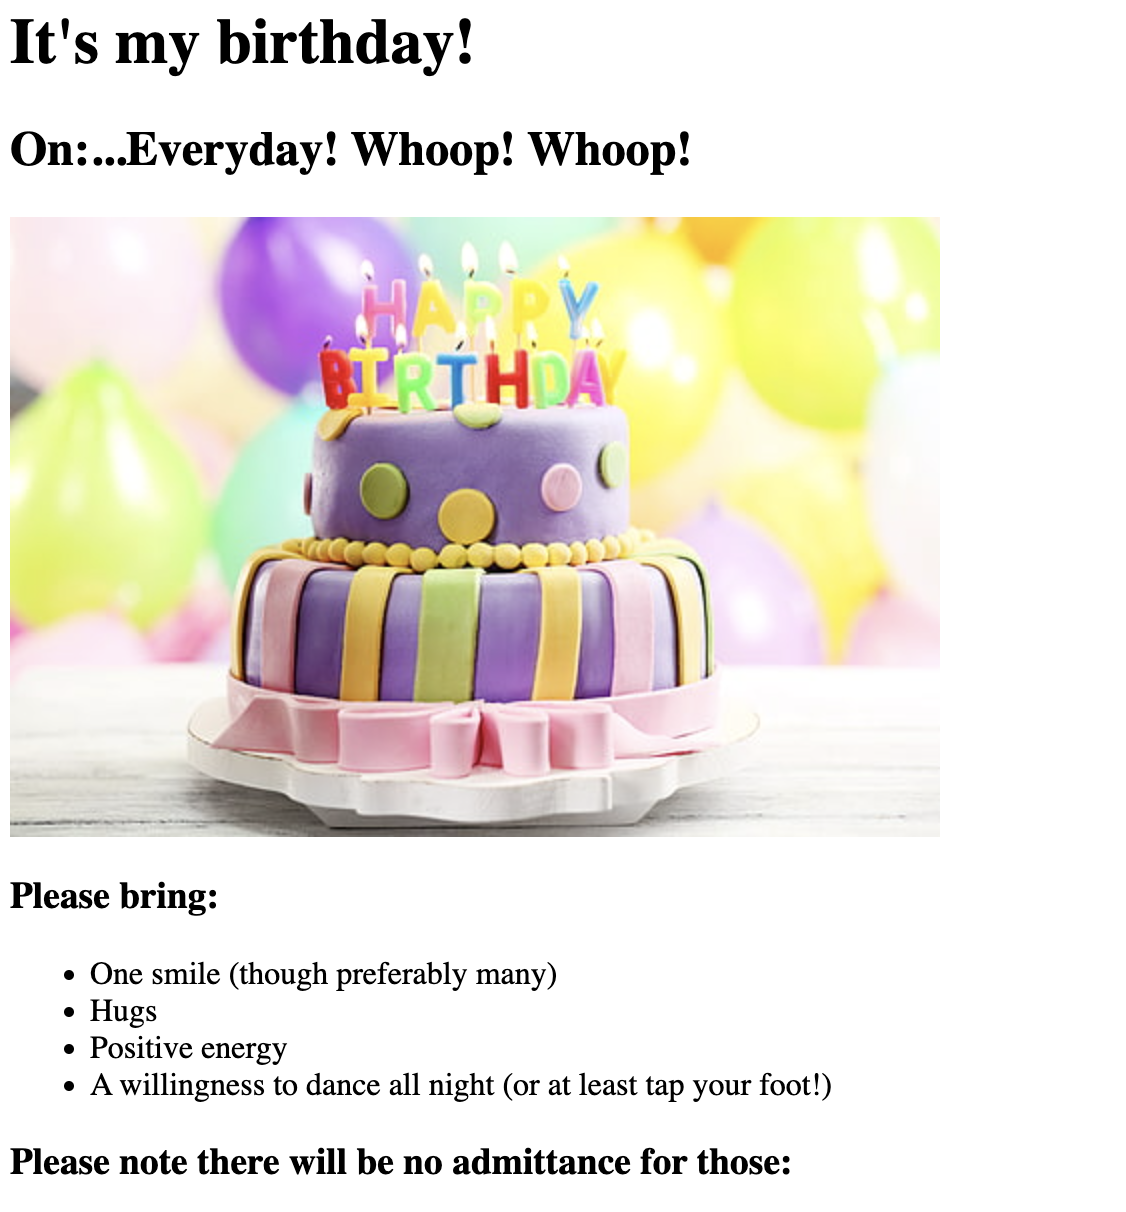 It's my birthday!
On:...Everyday! Whoop! Whoop!
HAPPY
BIRTHDAY
Please bring:
One smile (though preferably many)
Hugs
Positive energy
A willingness to dance all night (or at least tap your foot!)
Please note there will be no admittance for those: